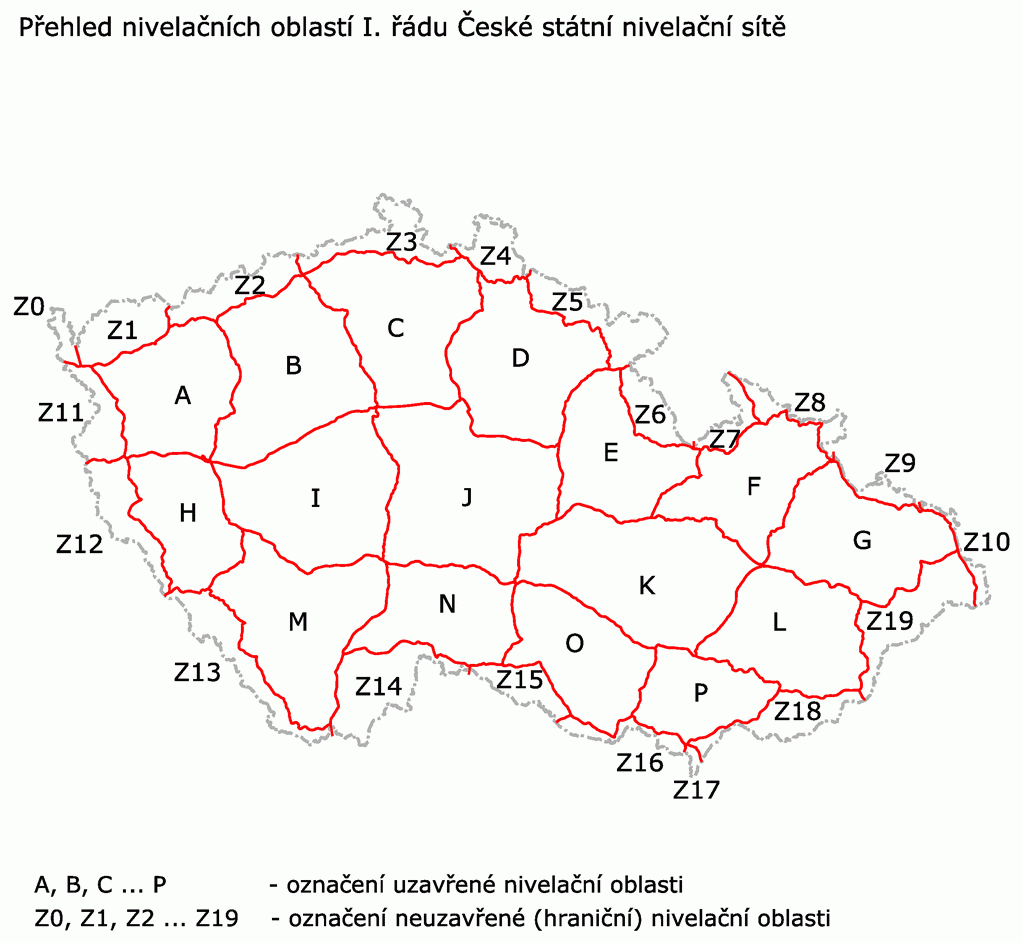 Přehled nivelačních oblastí I. řádu České státní nivelační sítě
Z3
Z4
Z2
Z5
Z0
Z1
C
D
B
A
Z11
Z6
Z8
Z7
E
Z9
F
I
J
H
Z12
G
Z10
K
N
M
L
Z19
O
Z13
Z14
Z15
P
Z18
Z16
Z17
A, B, C ... P - označení uzavřené nivelační oblasti
Z0, Z1, Z2 ... Z19 - označení neuzavřené (hraniční) nivelační oblasti